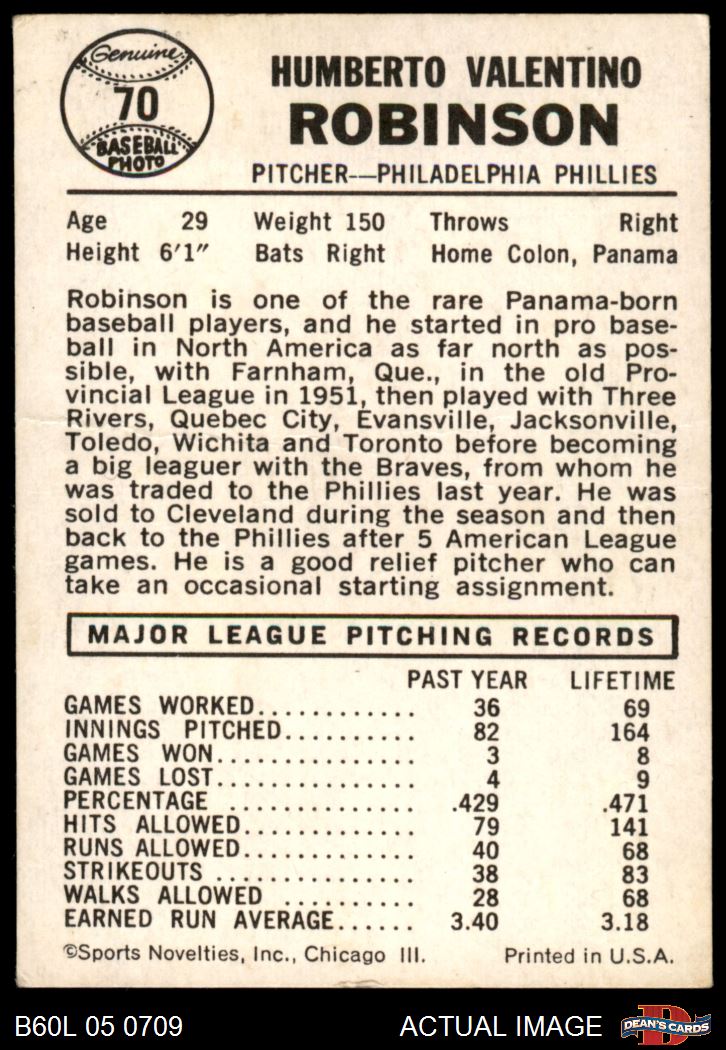 Genuine
70
BASEBALL
PHOTO
HUMBERTO VALENTINO
ROBINSON
PITCHER--PHILADELPHIA PHILLIES
Age 29 Weight 150 Throws Right
Height 6'1" Bats Right Home Colon, Panama
Robinson is one of the rare Panama-born
baseball players, and he started in pro base-
ball in North America as far north as pos-
sible, with Farnham, Que., in the old Pro-
vincial League in 1951, then played with Three
Rivers, Quebec City, Evansville, Jacksonville,
Toledo, Wichita and Toronto before becoming
a big leaguer with the Braves, from whom he
was traded to the Phillies last year. He was
sold to Cleveland during the season and then
back to the Phillies after 5 American League
games. He is a good relief pitcher who can
take an occasional starting assignment.
MAJOR LEAGUE PITCHING RECORDS
PAST YEAR LIFETIME
GAMES WORKED............. 36 69
INNINGS PITCHED.......... 82 164
GAMES WON................ 3 8
GAMES LOST............... 4 9
PERCENTAGE .............. .429 .471
HITS ALLOWED............. 79 141
RUNS ALLOWED............. 40 68
STRIKEOUTS .............. 38 83
WALKS ALLOWED .......... 28 68
EARNED RUN AVERAGE...... 3.40 3.18
©Sports Novelties, Inc., Chicago Ill. Printed in U.S.A.
B60L 05 0709 ACTUAL IMAGE D DEAN'S CARDS